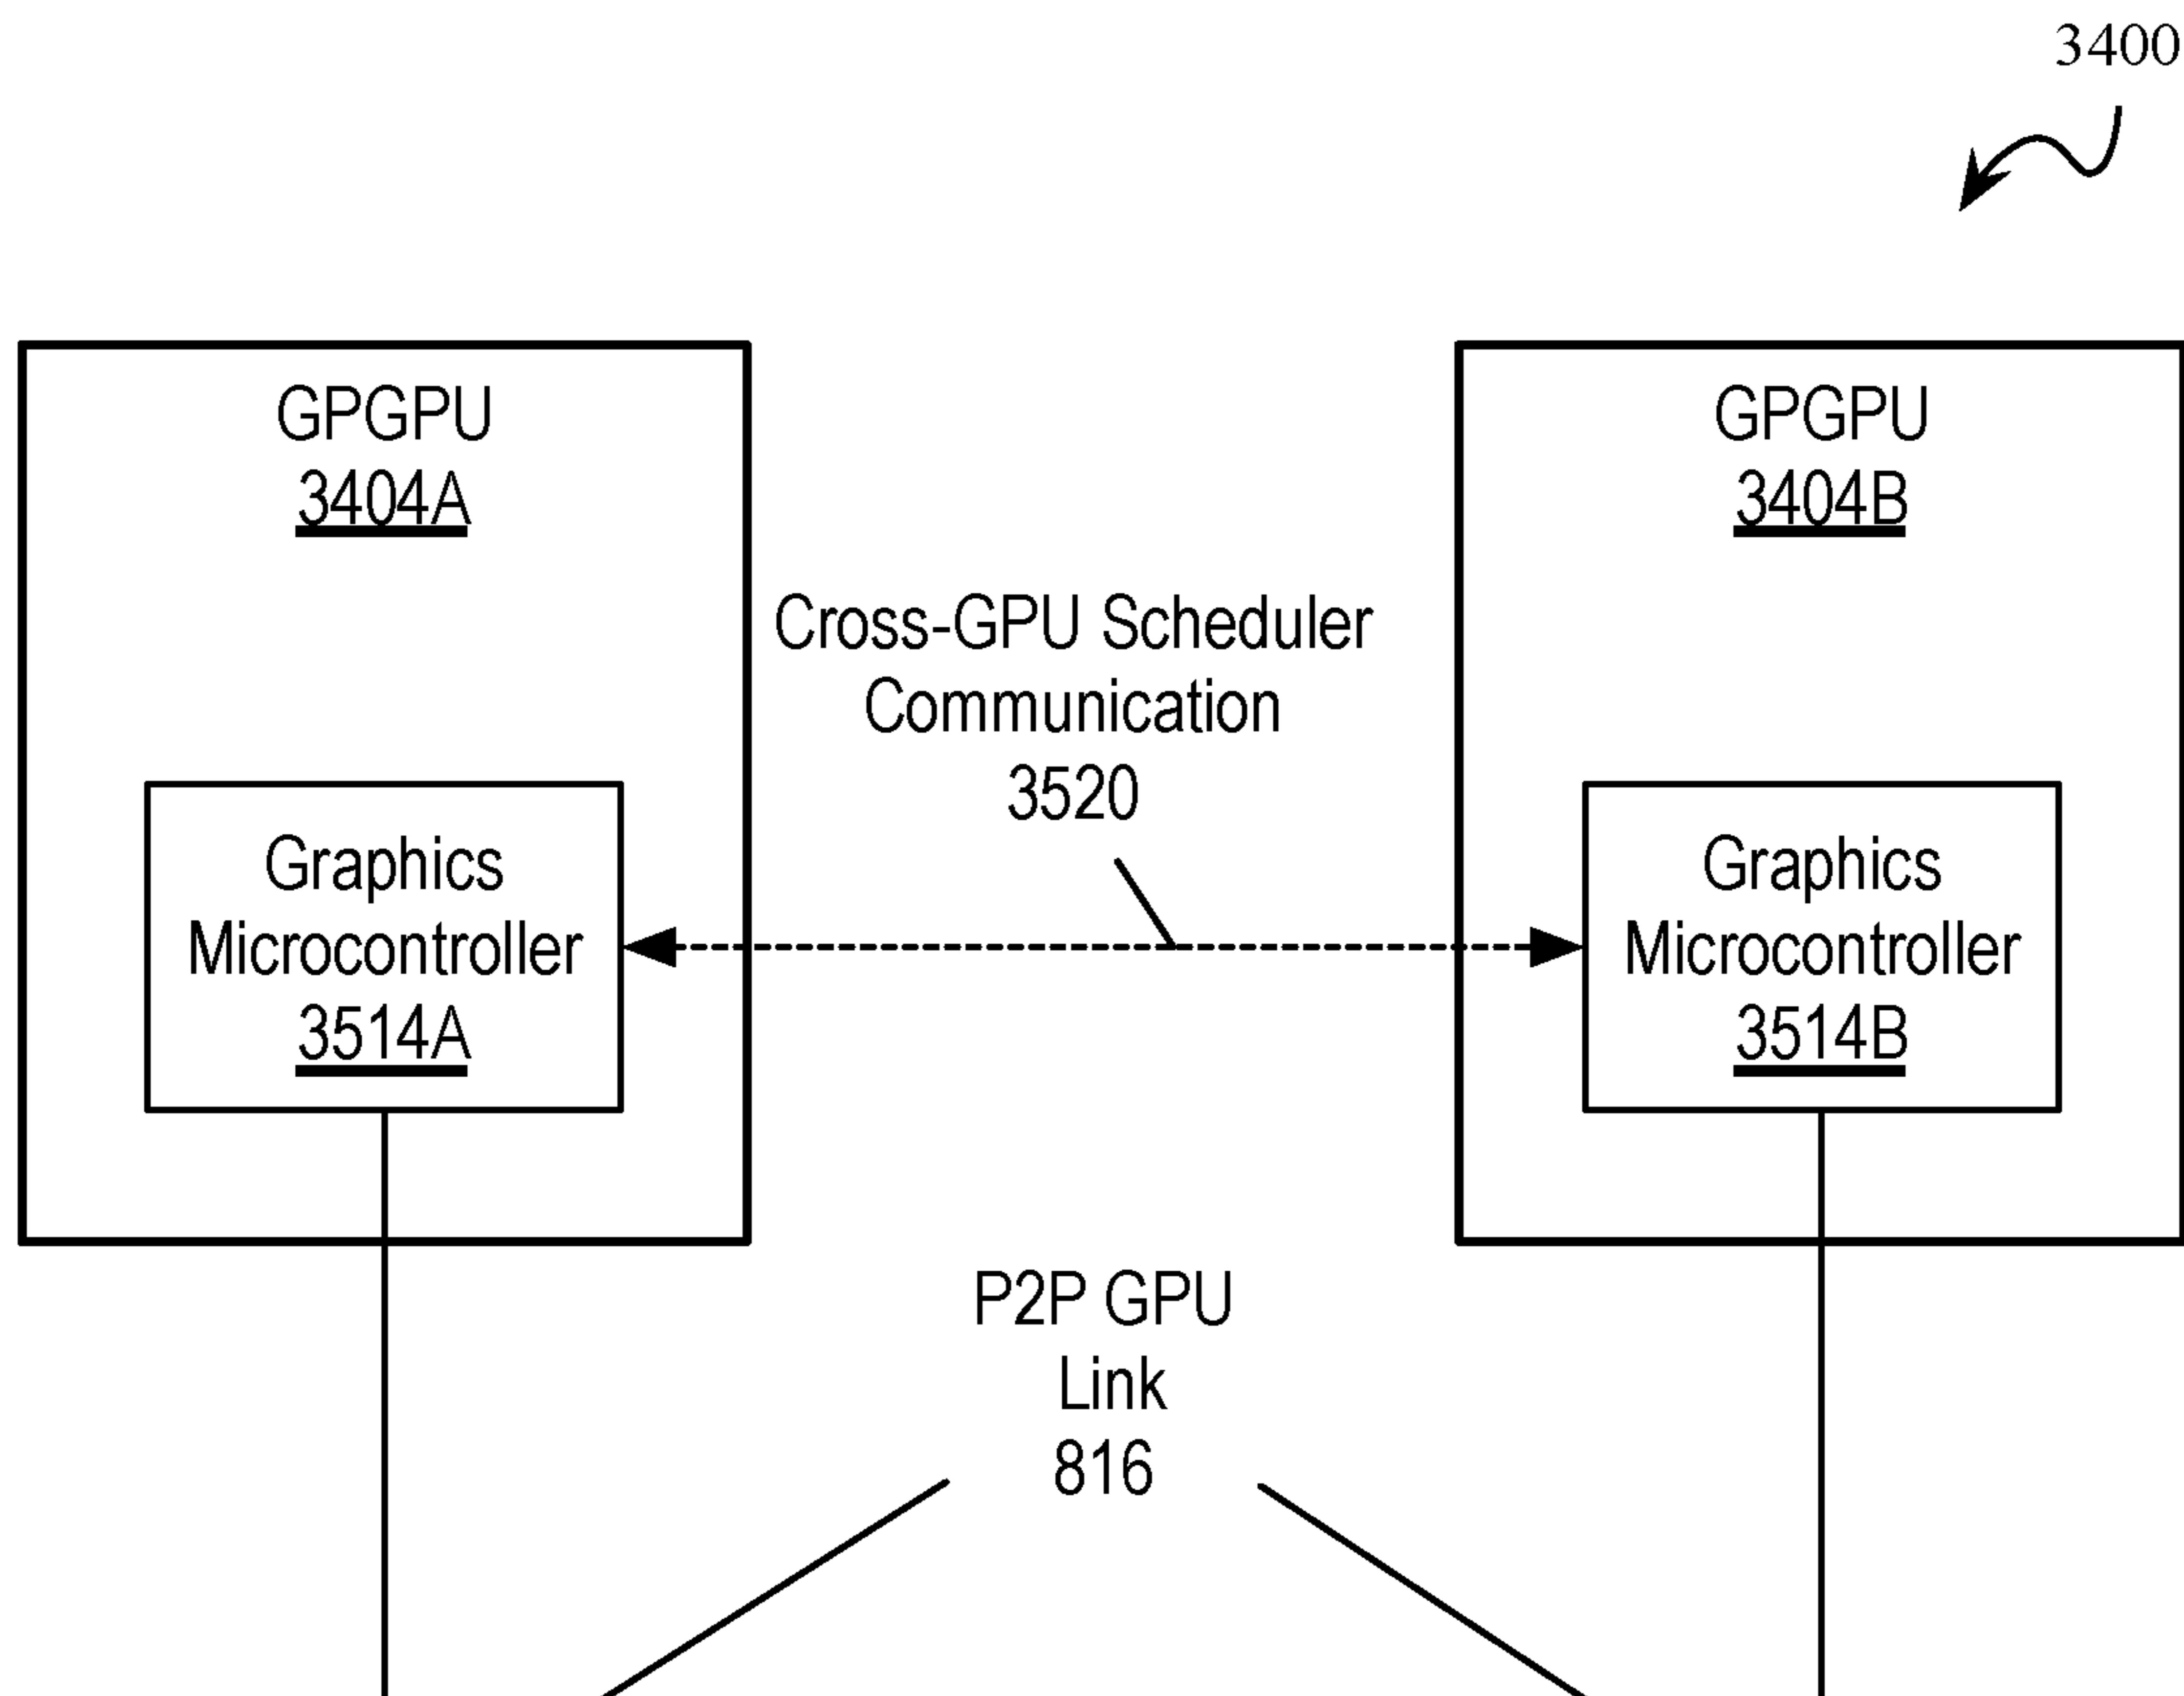 3400
GPGPU
3404A
GPGPU
3404B
Cross-GPU Scheduler
Communication
3520
Graphics
Microcontroller
3514A
Graphics
Microcontroller
3514B
P2P GPU
Link
816